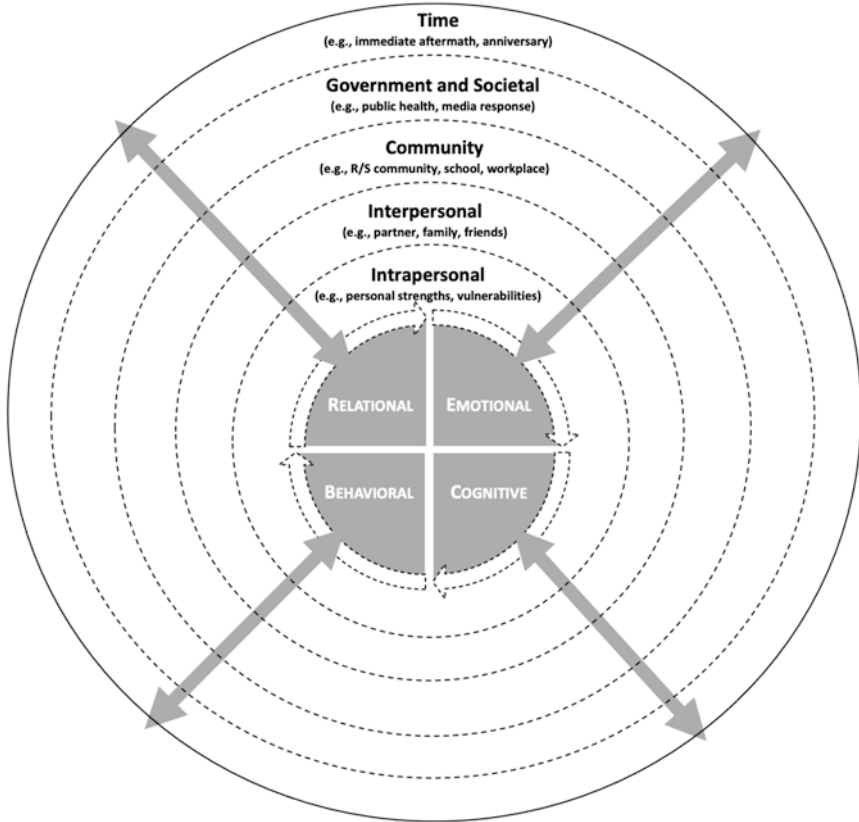 Time
(e.g., immediate aftermath, anniversary)
Government and Societal
(e.g., public health, media response)
Community
(e.g., R/S community, school, workplace)
Interpersonal
(e.g., partner, family, friends)
Intrapersonal
(e.g., personal strengths, vulnerabilities)
RELATIONAL
EMOTIONAL
BEHAVIORAL
COGNITIVE